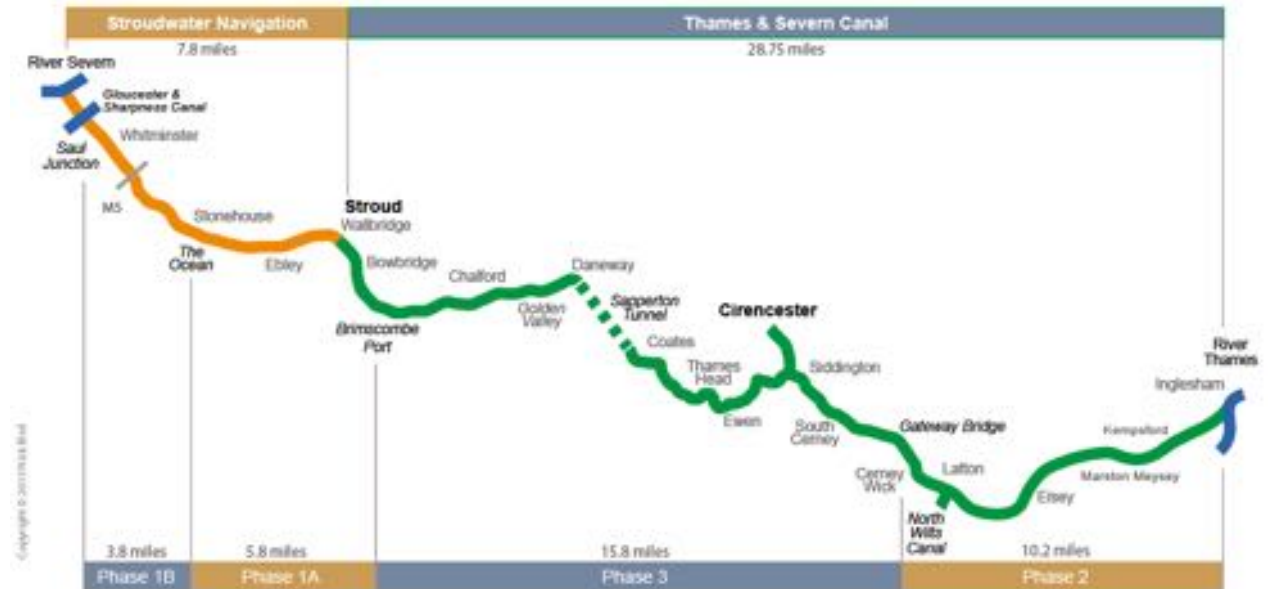 Stroudwater Navigation
Thames & Severn Canal
7.8 miles
28.75 miles
River Severn
Gloucester &
Sharpness Canal
Whitminster
Saul
Junction
M5
Stonehouse
The
Ocean
Ebley
Stroud
Wallbridge
Bowbridge
Brimscombe
Port
Chalford
Golden
Valley
Daneway
Sapperton
Tunnel
Coates
Thames
Head
Ewen
Cirencester
Siddington
South
Cerney
Gateway Bridge
Cerney
Wick
Latton
North
Wilts
Canal
Eisey
Kempsford
Marston Meysey
Inglesham
River
Thames
3.8 miles
5.8 miles
15.8 miles
10.2 miles
Phase 1B
Phase 1A
Phase 3
Phase 2
Copyright ©